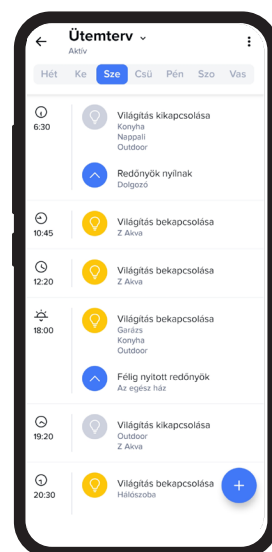 Ütemterv
Aktív
Hét Ke Sze Csü Pén Szo Vas
6:30
Világítás kikapcsolása
Konyha
Nappali
Outdoor
Redőnyök nyílnak
Dolgozó
10:45
Világítás bekapcsolása
Z Akva
12:20
Világítás bekapcsolása
Z Akva
18:00
Világítás bekapcsolása
Garázs
Konyha
Outdoor
Félig nyitott redőnyök
Az egész ház
19:20
Világítás kikapcsolása
Outdoor
Z Akva
20:30
Világítás bekapcsolása
Hálószoba